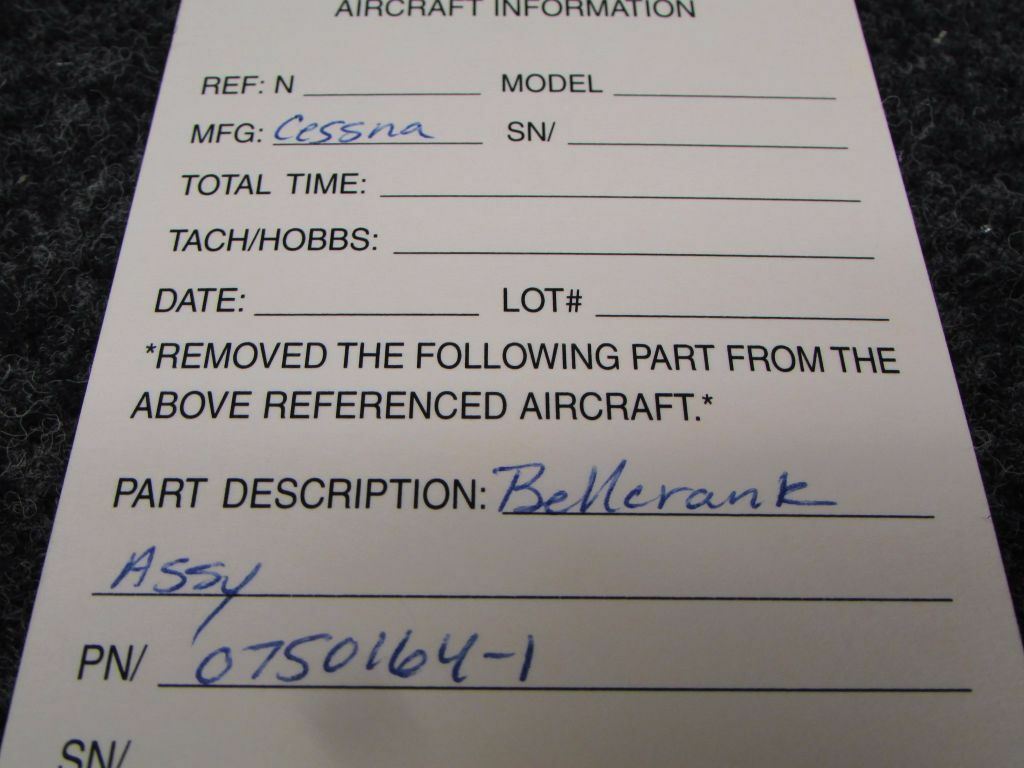 AIRCRAFT INFORMATION
REF: N MODEL
MFG: Cessna SN/
TOTAL TIME:
TACH/HOBBS:
DATE: LOT#
*REMOVED THE FOLLOWING PART FROM THE
ABOVE REFERENCED AIRCRAFT.*
PART DESCRIPTION: Bellcrank
Assy
PN/ 0750164-1
SN/